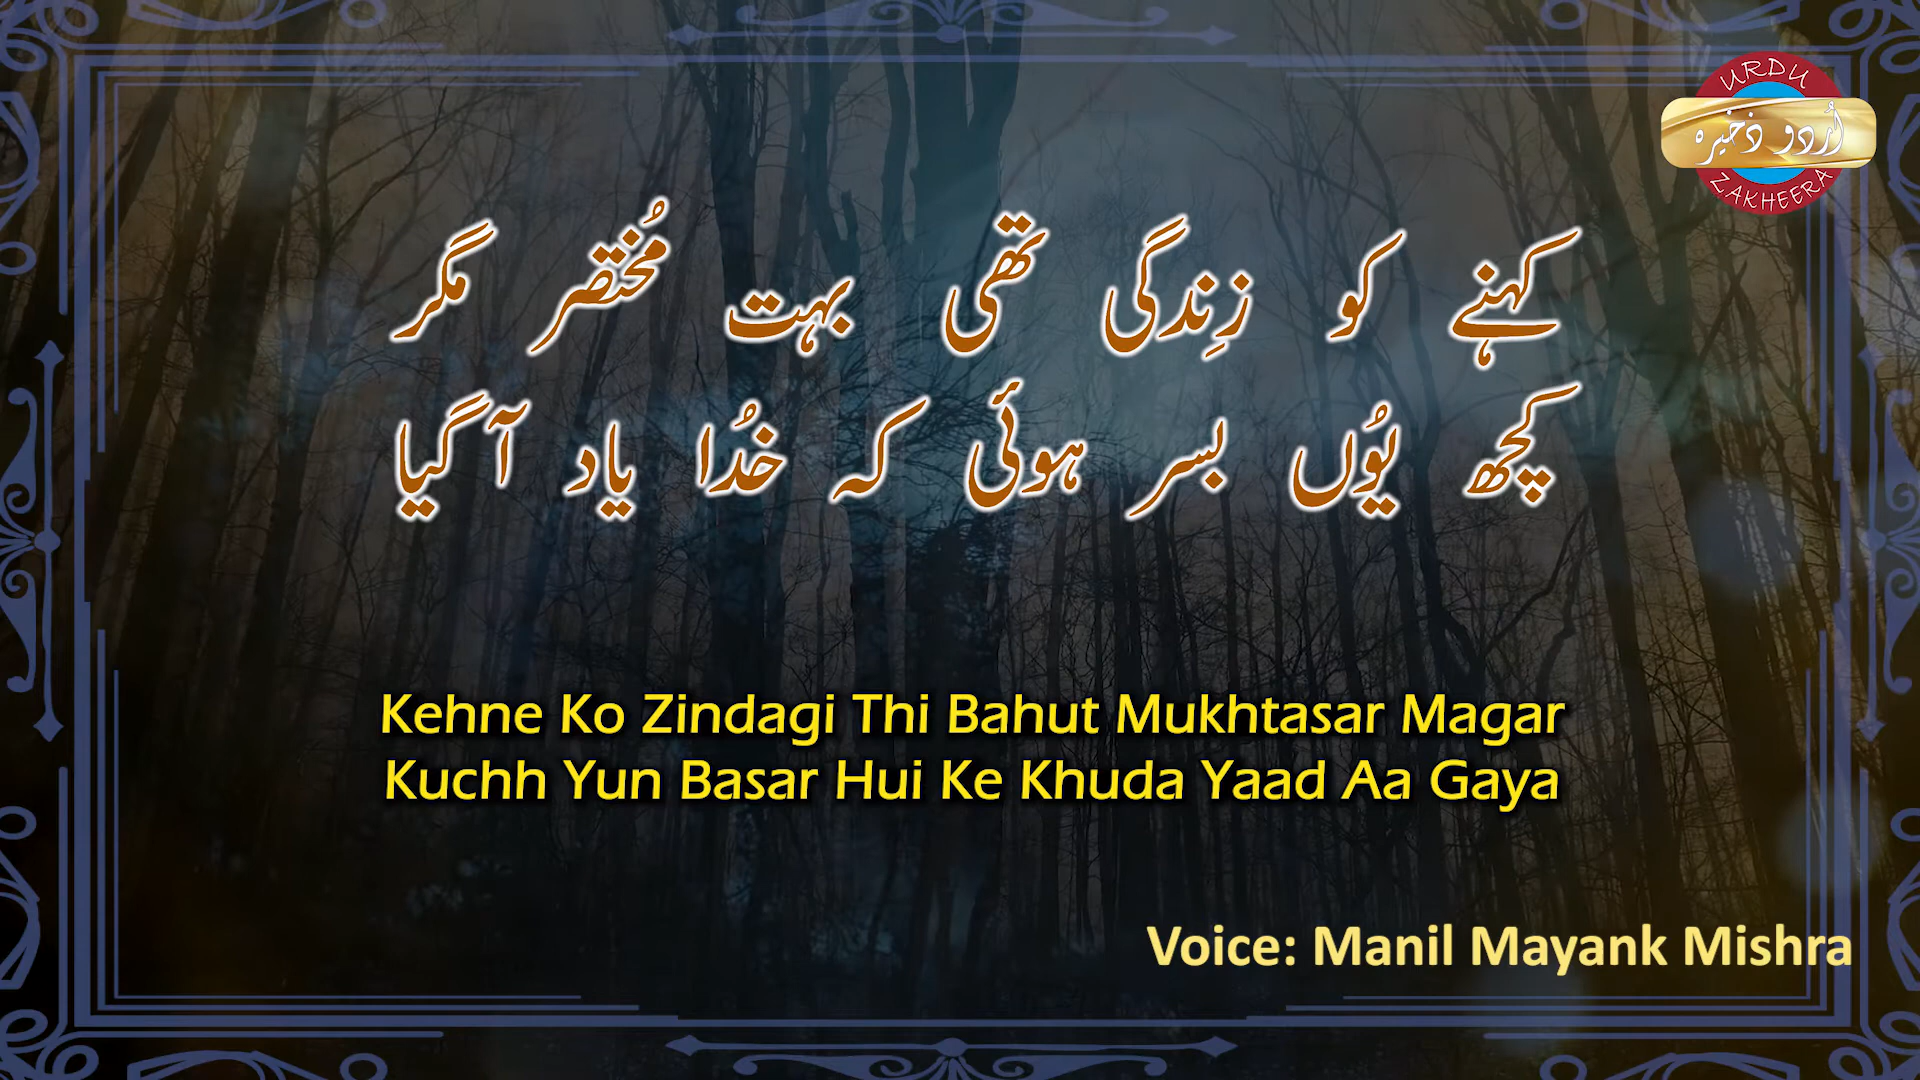 URDU
اُردو ذخیرہ
ZAKHEERA
کہنے کو زِندگی تھی بہت مُختصر مگر
کچھ یُوں بسر ہوئی کہ خُدا یاد آ گیا
Kehne Ko Zindagi Thi Bahut Mukhtasar Magar
Kuchh Yun Basar Hui Ke Khuda Yaad Aa Gaya
Voice: Manil Mayank Mishra